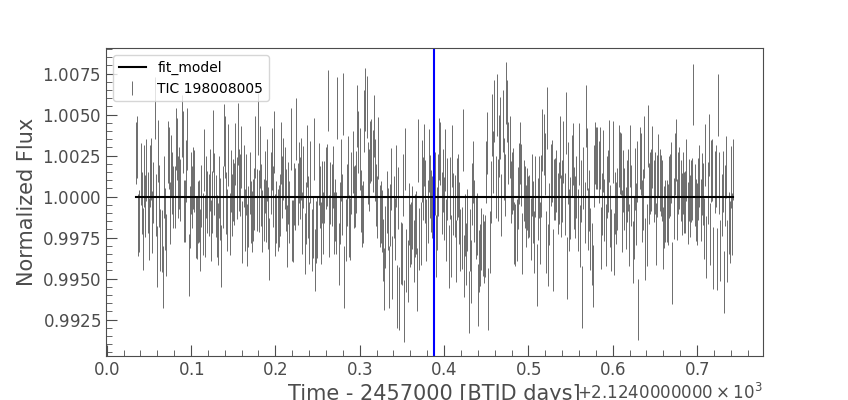 fit_model
TIC 198008005
1.0075
1.0050
1.0025
1.0000
0.9975
0.9950
0.9925
Normalized Flux
0.0 0.1 0.2 0.3 0.4 0.5 0.6 0.7
Time - 2457000 [BTJD days]
+2.1240000000 × 10³